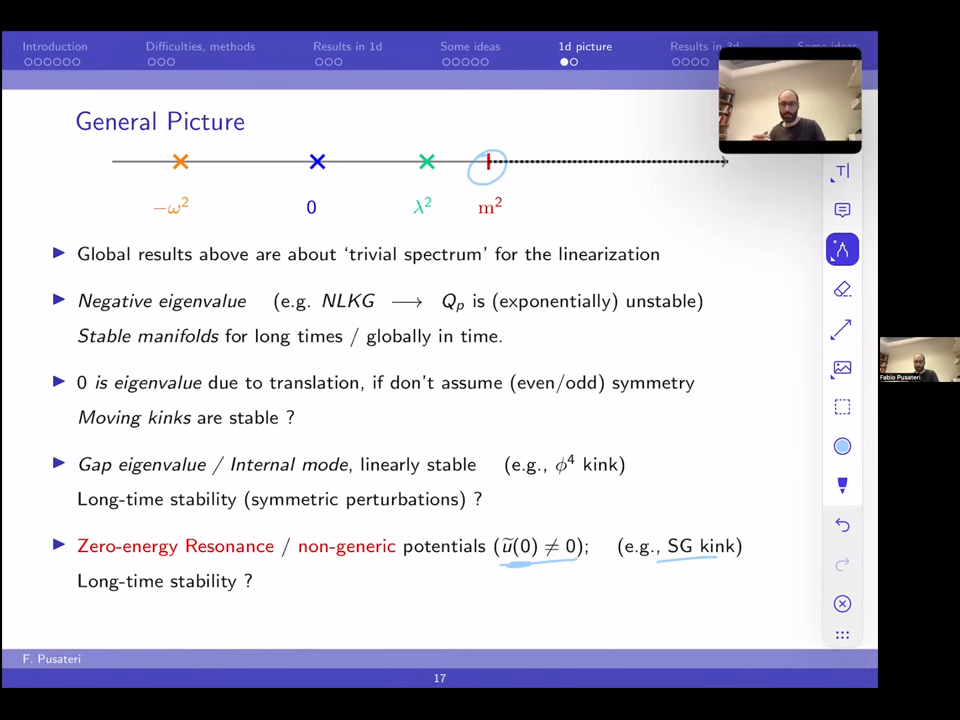 Introduction Difficulties, methods Results in 1d Some ideas 1d picture Results in 3d Some ideas
General Picture
−ω² 0 λ² m²
Global results above are about ‘trivial spectrum’ for the linearization
Negative eigenvalue (e.g. NLKG ⟶ Qₚ is (exponentially) unstable)
Stable manifolds for long times / globally in time.
0 is eigenvalue due to translation, if don’t assume (even/odd) symmetry
Moving kinks are stable ?
Gap eigenvalue / Internal mode, linearly stable (e.g., ϕ⁴ kink)
Long-time stability (symmetric perturbations) ?
Zero-energy Resonance / non-generic potentials (ũ(0) ≠ 0); (e.g., SG kink)
Long-time stability ?
F. Pusateri
17
Fabio Pusateri